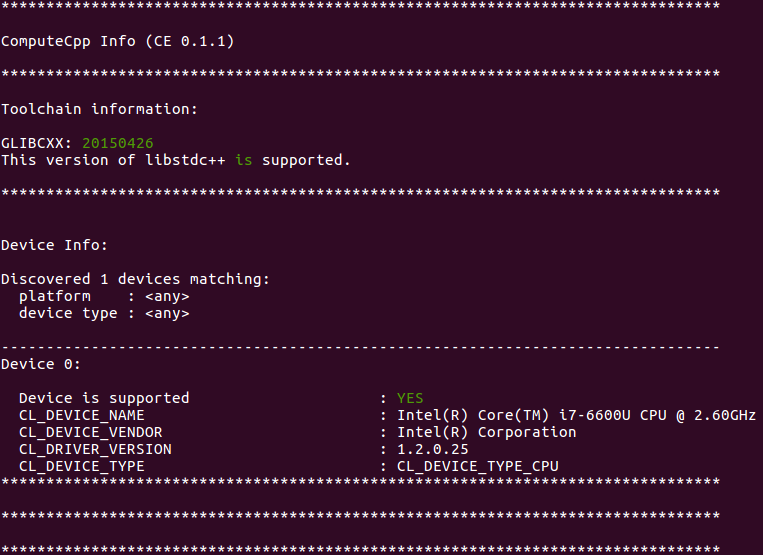 ********************************************************************************
ComputeCpp Info (CE 0.1.1)
********************************************************************************
Toolchain information:
GLIBCXX: 20150426
This version of libstdc++ is supported.
********************************************************************************
Device Info:
Discovered 1 devices matching:
  platform    : <any>
  device type : <any>
--------------------------------------------------------------------------------
Device 0:
  Device is supported                     : YES
  CL_DEVICE_NAME                          : Intel(R) Core(TM) i7-6600U CPU @ 2.60GHz
  CL_DEVICE_VENDOR                        : Intel(R) Corporation
  CL_DRIVER_VERSION                       : 1.2.0.25
  CL_DEVICE_TYPE                          : CL_DEVICE_TYPE_CPU
********************************************************************************
********************************************************************************
********************************************************************************